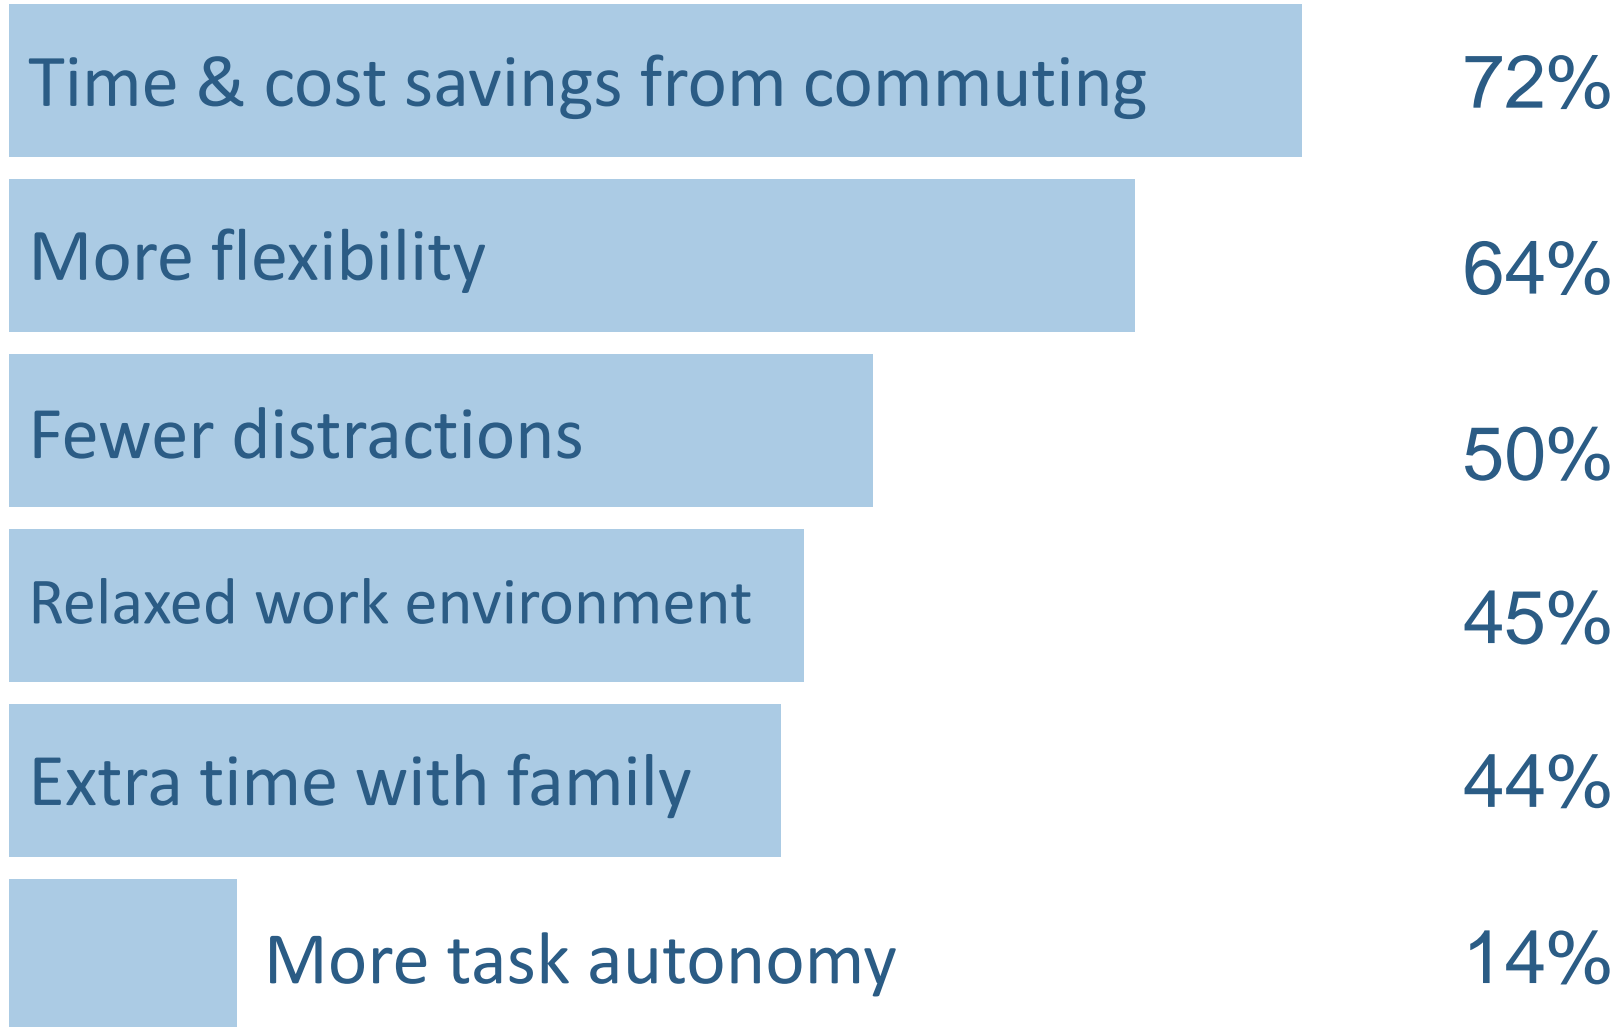 Time & cost savings from commuting 72%
More flexibility 64%
Fewer distractions 50%
Relaxed work environment 45%
Extra time with family 44%
More task autonomy 14%